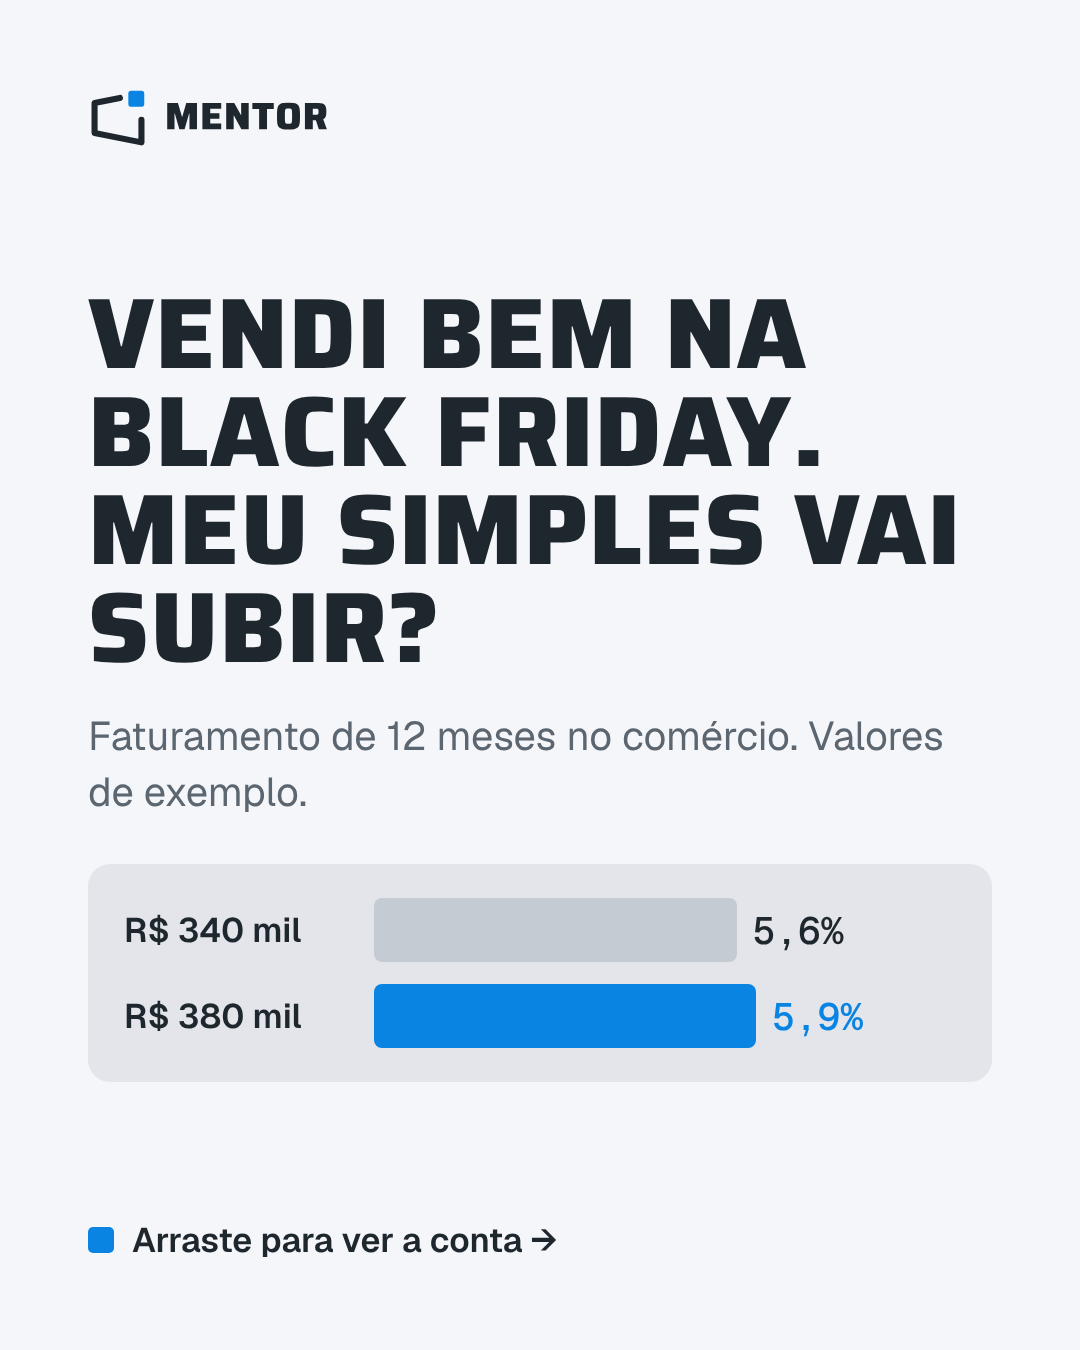 MENTOR
VENDI BEM NA
BLACK FRIDAY.
MEU SIMPLES VAI
SUBIR?
Faturamento de 12 meses no comércio. Valores
de exemplo.
R$ 340 mil 5,6%
R$ 380 mil 5,9%
Arraste para ver a conta →